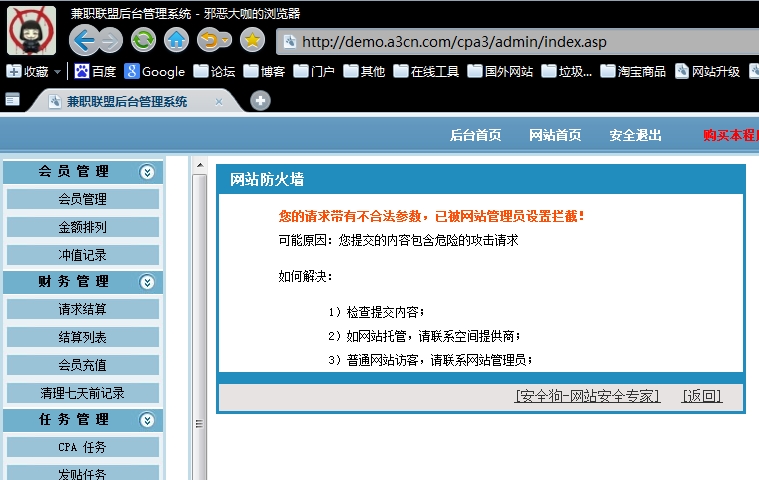 兼职联盟后台管理系统 - 邪恶大咖的浏览器
http://demo.a3cn.com/cpa3/admin/index.asp
收藏 百度 Google 论坛 博客 门户 其他 在线工具 国外网站 垃圾... 淘宝商品 网站升级
兼职联盟后台管理系统
后台首页 网站首页 安全退出 购买本程
会员管理
会员管理
金额排列
冲值记录
财务管理
请求结算
结算列表
会员充值
清理七天前记录
任务管理
CPA 任务
发贴任务
网站防火墙
您的请求带有不合法参数，已被网站管理员设置拦截！
可能原因：您提交的内容包含危险的攻击请求
如何解决：
1）检查提交内容；
2）如网站托管，请联系空间提供商；
3）普通网站访客，请联系网站管理员；
[安全狗-网站安全专家] [返回]